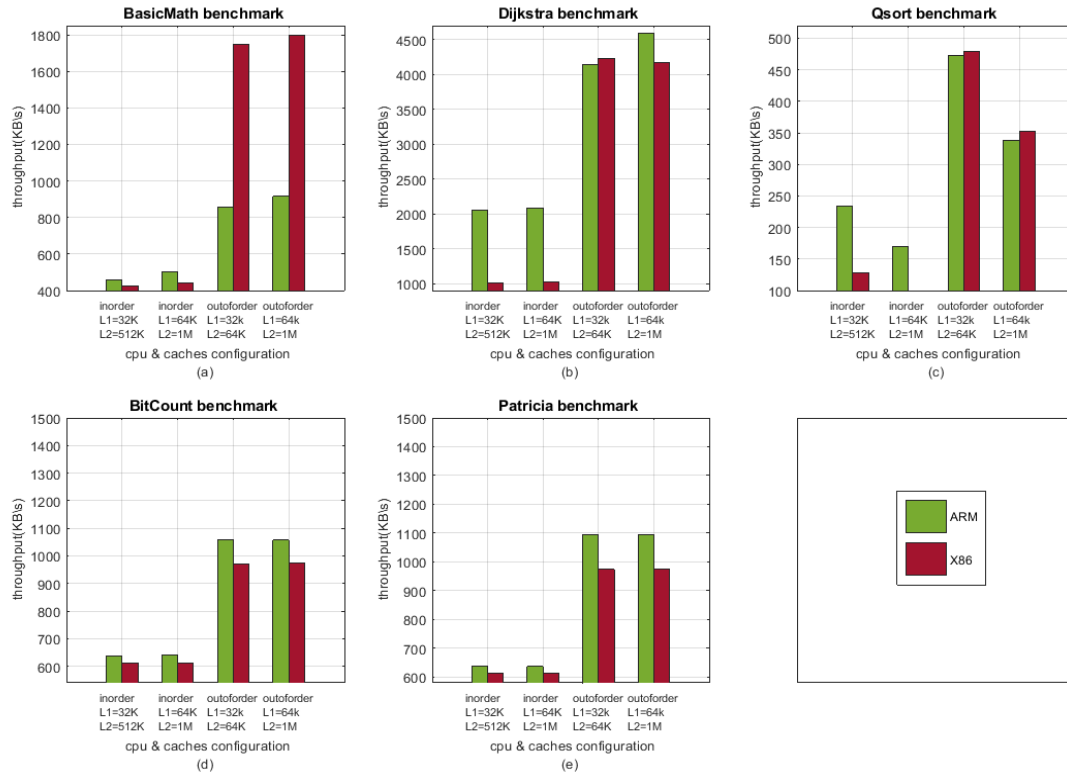 BasicMath benchmark
throughput(KB\s)
1800
1600
1400
1200
1000
800
600
400
inorder inorder outoforder outoforder
L1=32K L1=64K L1=32k L1=64k
L2=512K L2=1M L2=64K L2=1M
cpu & caches configuration
(a)
Dijkstra benchmark
throughput(KB\s)
4500
4000
3500
3000
2500
2000
1500
1000
inorder inorder outoforder outoforder
L1=32K L1=64K L1=32k L1=64k
L2=512K L2=1M L2=64K L2=1M
cpu & caches configuration
(b)
Qsort benchmark
throughput(KB\s)
500
450
400
350
300
250
200
150
100
inorder inorder outoforder outoforder
L1=32K L1=64K L1=32k L1=64k
L2=512K L2=1M L2=64K L2=1M
cpu & caches configuration
(c)
BitCount benchmark
throughput(KB\s)
1500
1400
1300
1200
1100
1000
900
800
700
600
inorder inorder outoforder outoforder
L1=32K L1=64K L1=32k L1=64k
L2=512K L2=1M L2=64K L2=1M
cpu & caches configuration
(d)
Patricia benchmark
throughput(KB\s)
1500
1400
1300
1200
1100
1000
900
800
700
600
inorder inorder outoforder outoforder
L1=32K L1=64K L1=32k L1=64k
L2=512K L2=1M L2=64K L2=1M
cpu & caches configuration
(e)
ARM
X86